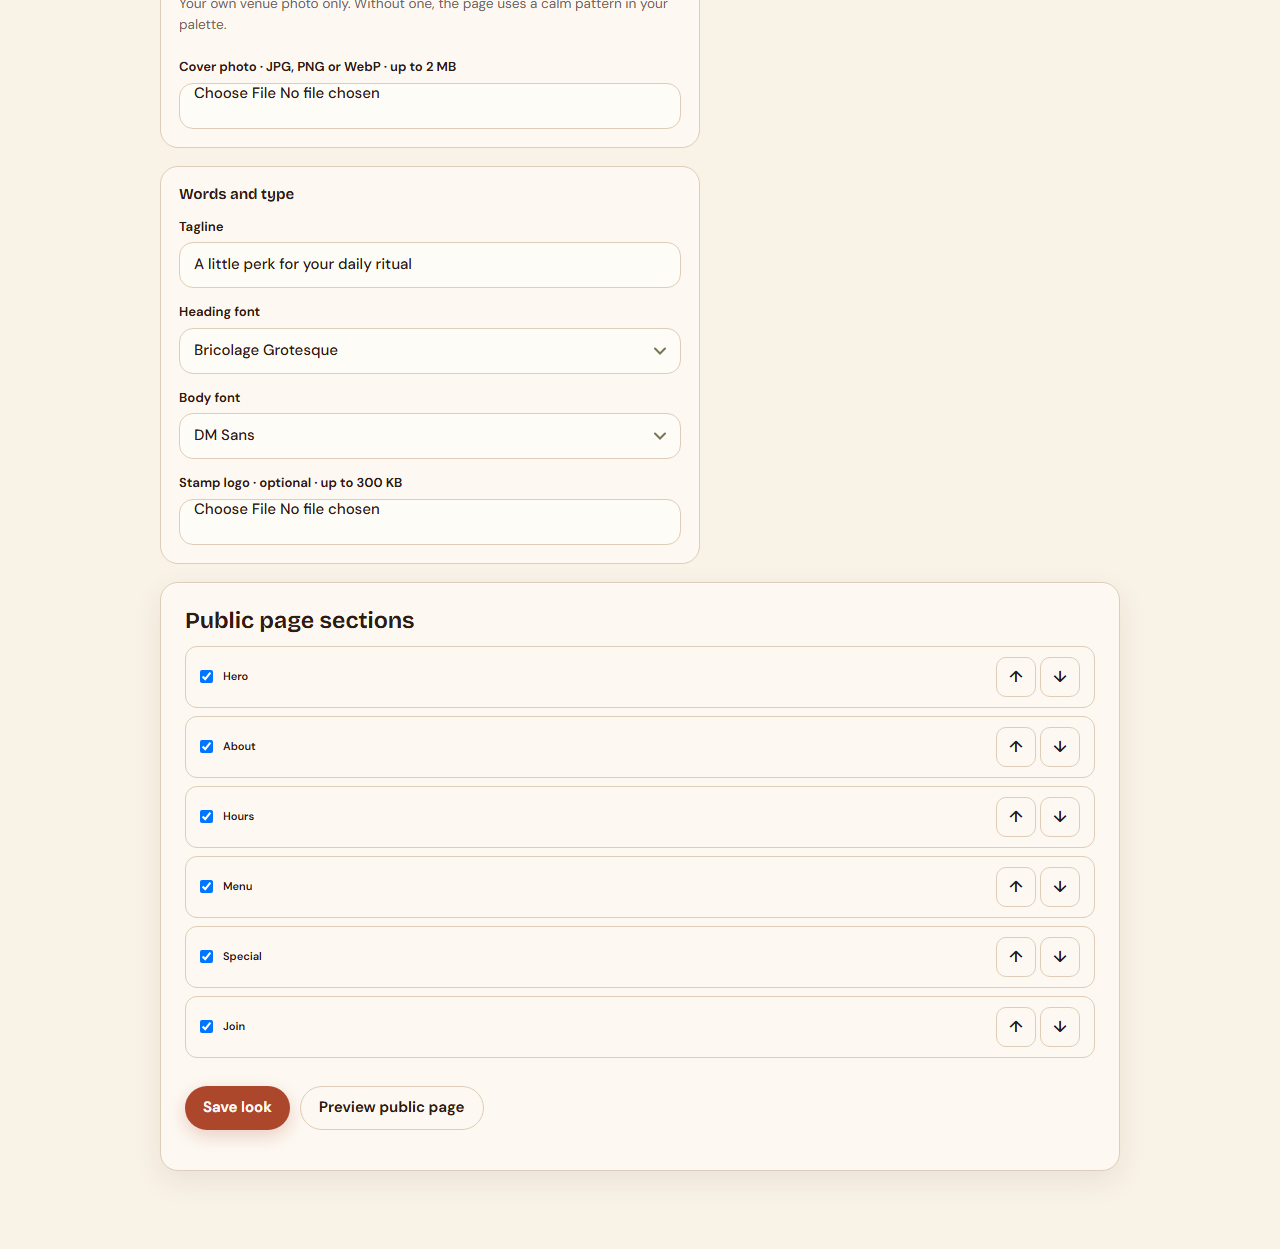 Your own venue photo only. Without one, the page uses a calm pattern in your
palette.
Cover photo · JPG, PNG or WebP · up to 2 MB
Choose File No file chosen
Words and type
Tagline
A little perk for your daily ritual
Heading font
Bricolage Grotesque
Body font
DM Sans
Stamp logo · optional · up to 300 KB
Choose File No file chosen
Public page sections
Hero
↑ ↓
About
↑ ↓
Hours
↑ ↓
Menu
↑ ↓
Special
↑ ↓
Join
↑ ↓
Save look
Preview public page